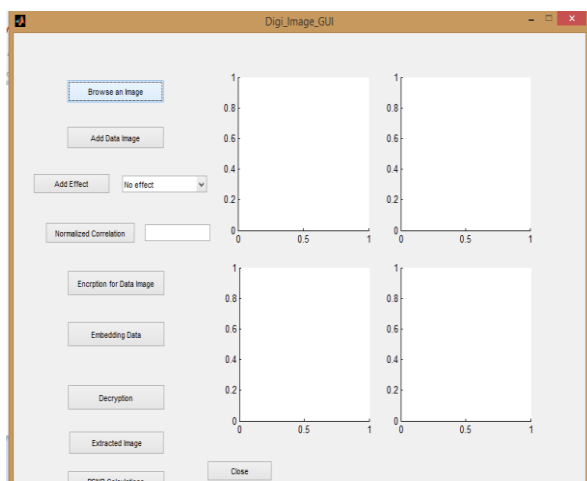 Digi_Image_GUI
Browse an Image
Add Data Image
Add Effect
No effect
Normalized Correlation
Encrption for Data Image
Embedding Data
Decryption
Extracted Image
PSNR Calculations
Close
1
0.8
0.6
0.4
0.2
0
0 0.5 1
1
0.8
0.6
0.4
0.2
0
0 0.5 1
1
0.8
0.6
0.4
0.2
0
0 0.5 1
1
0.8
0.6
0.4
0.2
0
0 0.5 1